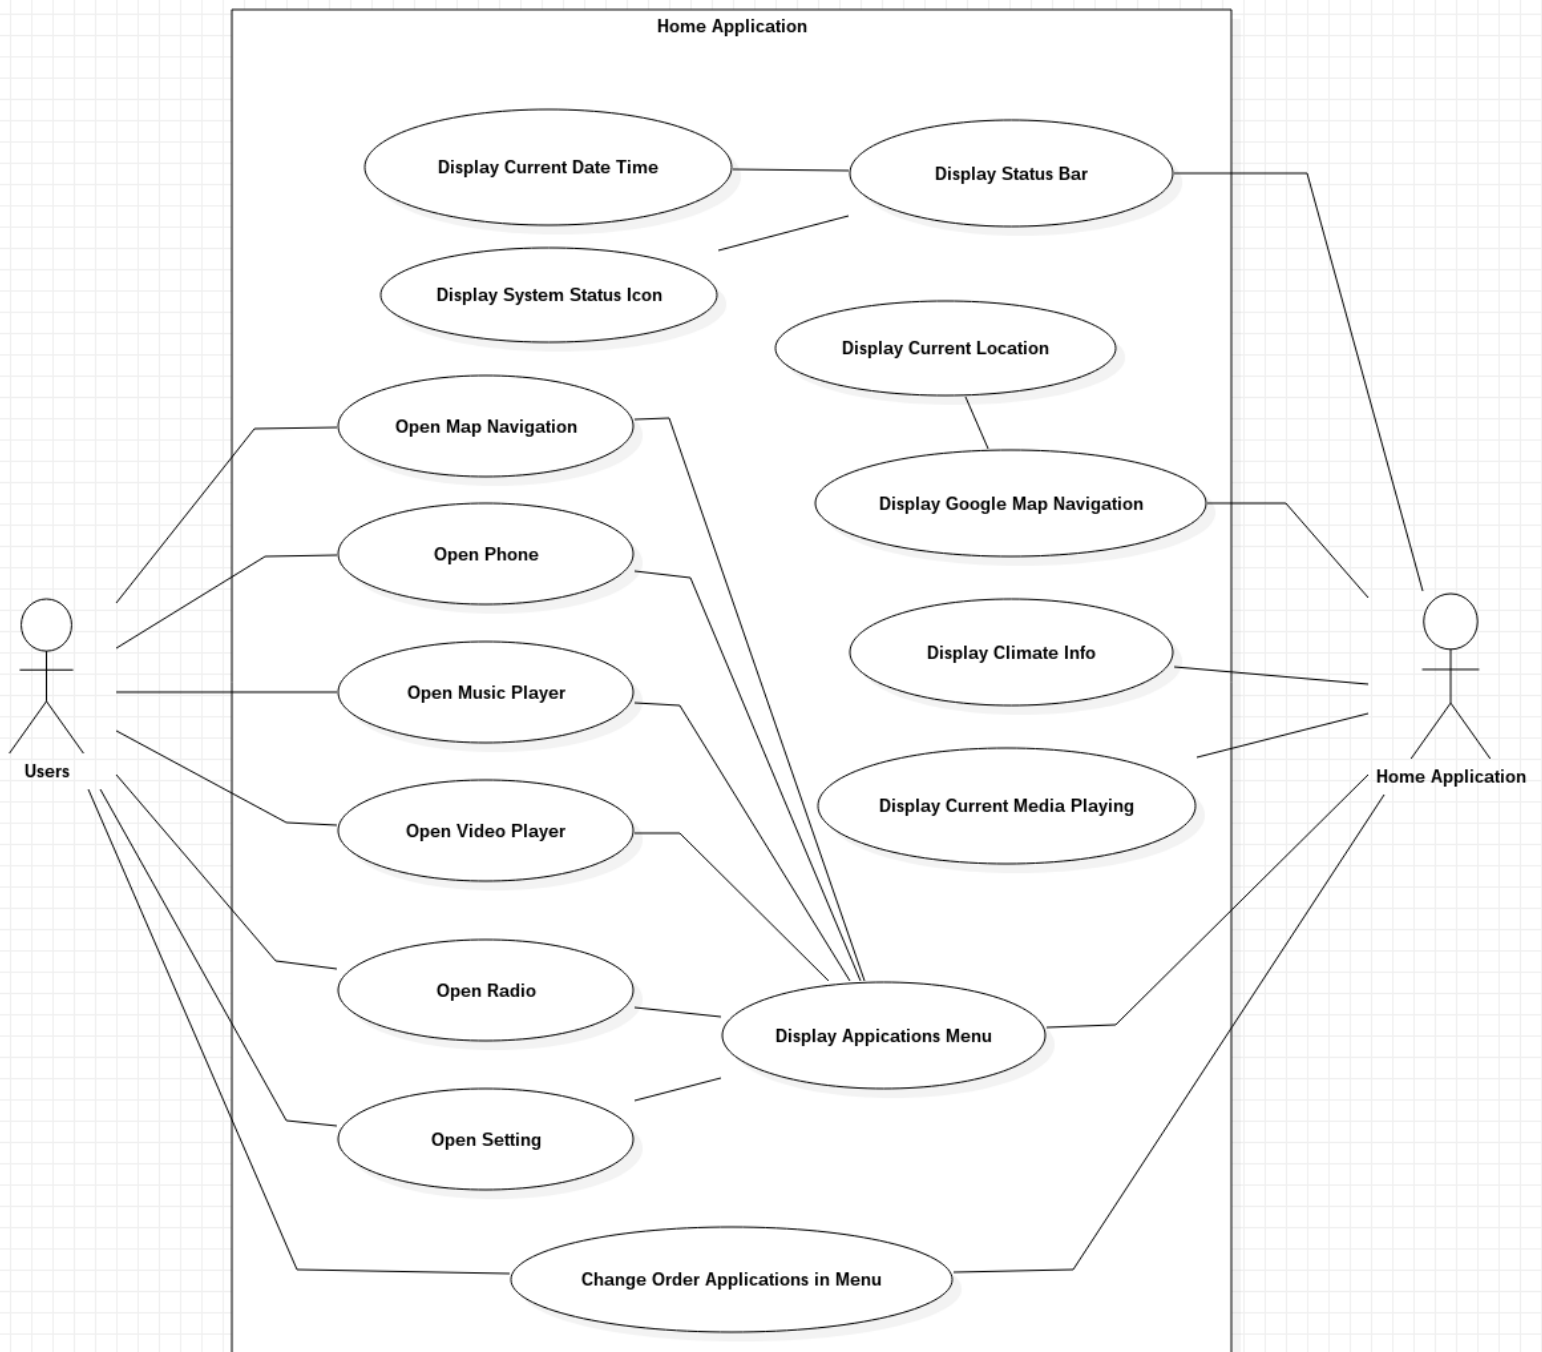 Home Application
Display Current Date Time
Display Status Bar
Display System Status Icon
Display Current Location
Open Map Navigation
Display Google Map Navigation
Open Phone
Display Climate Info
Open Music Player
Users
Home Application
Display Current Media Playing
Open Video Player
Open Radio
Display Appications Menu
Open Setting
Change Order Applications in Menu